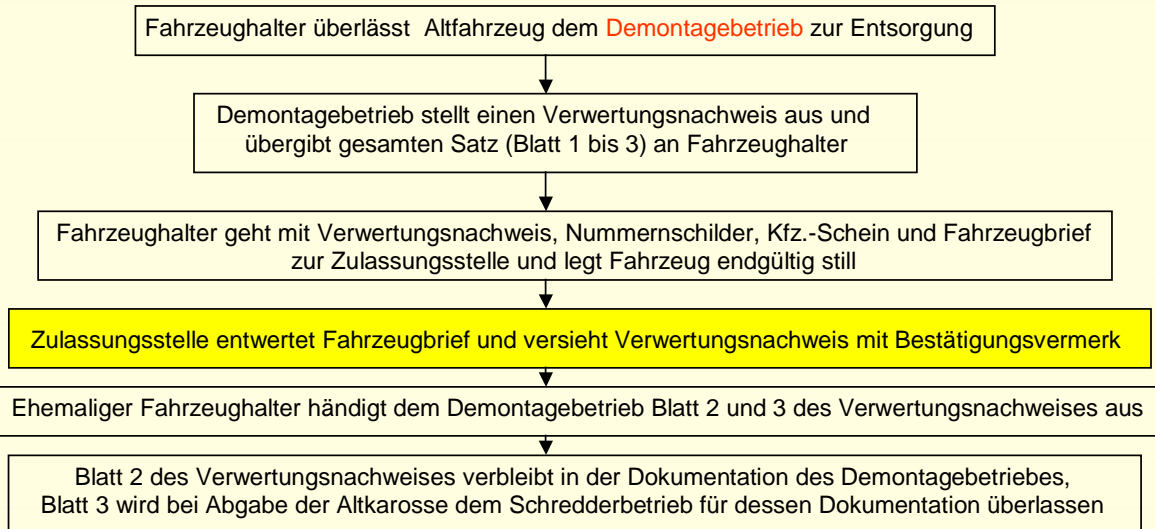 Fahrzeughalter überlässt Altfahrzeug dem Demontagebetrieb zur Entsorgung
Demontagebetrieb stellt einen Verwertungsnachweis aus und
übergibt gesamten Satz (Blatt 1 bis 3) an Fahrzeughalter
Fahrzeughalter geht mit Verwertungsnachweis, Nummernschilder, Kfz.-Schein und Fahrzeugbrief
zur Zulassungsstelle und legt Fahrzeug endgültig still
Zulassungsstelle entwertet Fahrzeugbrief und versieht Verwertungsnachweis mit Bestätigungsvermerk
Ehemaliger Fahrzeughalter händigt dem Demontagebetrieb Blatt 2 und 3 des Verwertungsnachweises aus
Blatt 2 des Verwertungsnachweises verbleibt in der Dokumentation des Demontagebetriebes,
Blatt 3 wird bei Abgabe der Altkarosse dem Schredderbetrieb für dessen Dokumentation überlassen